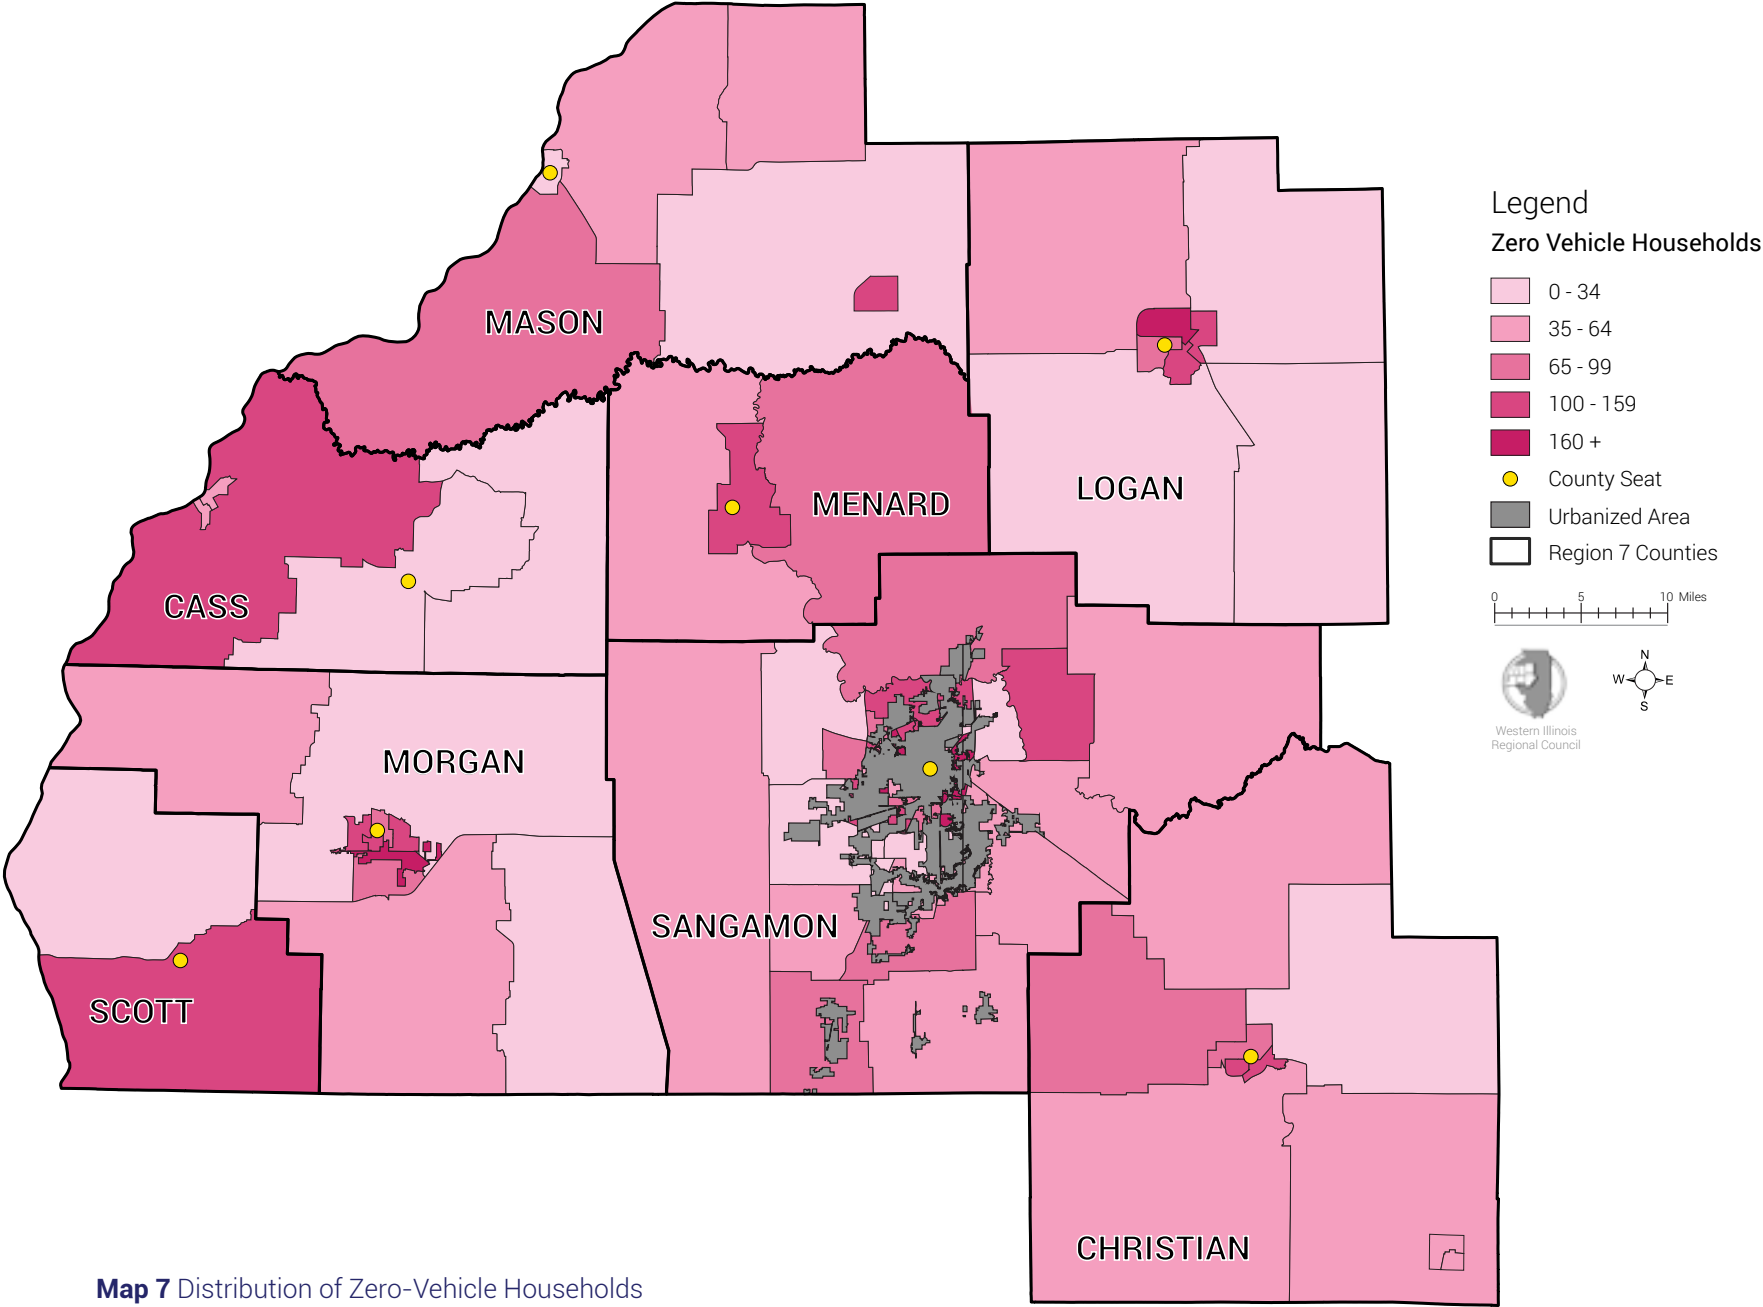 MASON
MENARD
LOGAN
CASS
MORGAN
SANGAMON
SCOTT
CHRISTIAN
Legend
Zero Vehicle Households
0 - 34
35 - 64
65 - 99
100 - 159
160 +
County Seat
Urbanized Area
Region 7 Counties
0 5 10 Miles
N
W E
S
Western Illinois
Regional Council
Map 7 Distribution of Zero-Vehicle Households